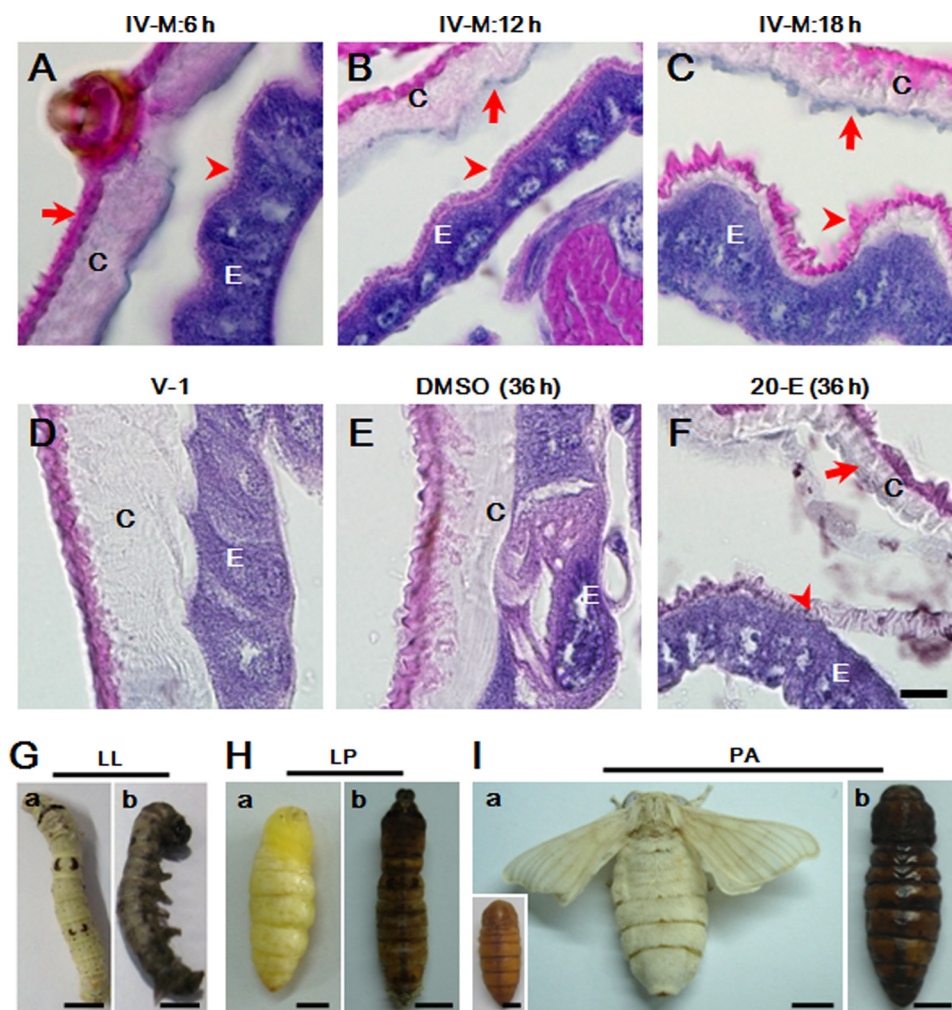 IV-M:6 h IV-M:12 h IV-M:18 h
A B C
C C C
E E E
V-1 DMSO (36 h) 20-E (36 h)
D E F
C C C
E E E
G LL H LP I PA
a b a b a b